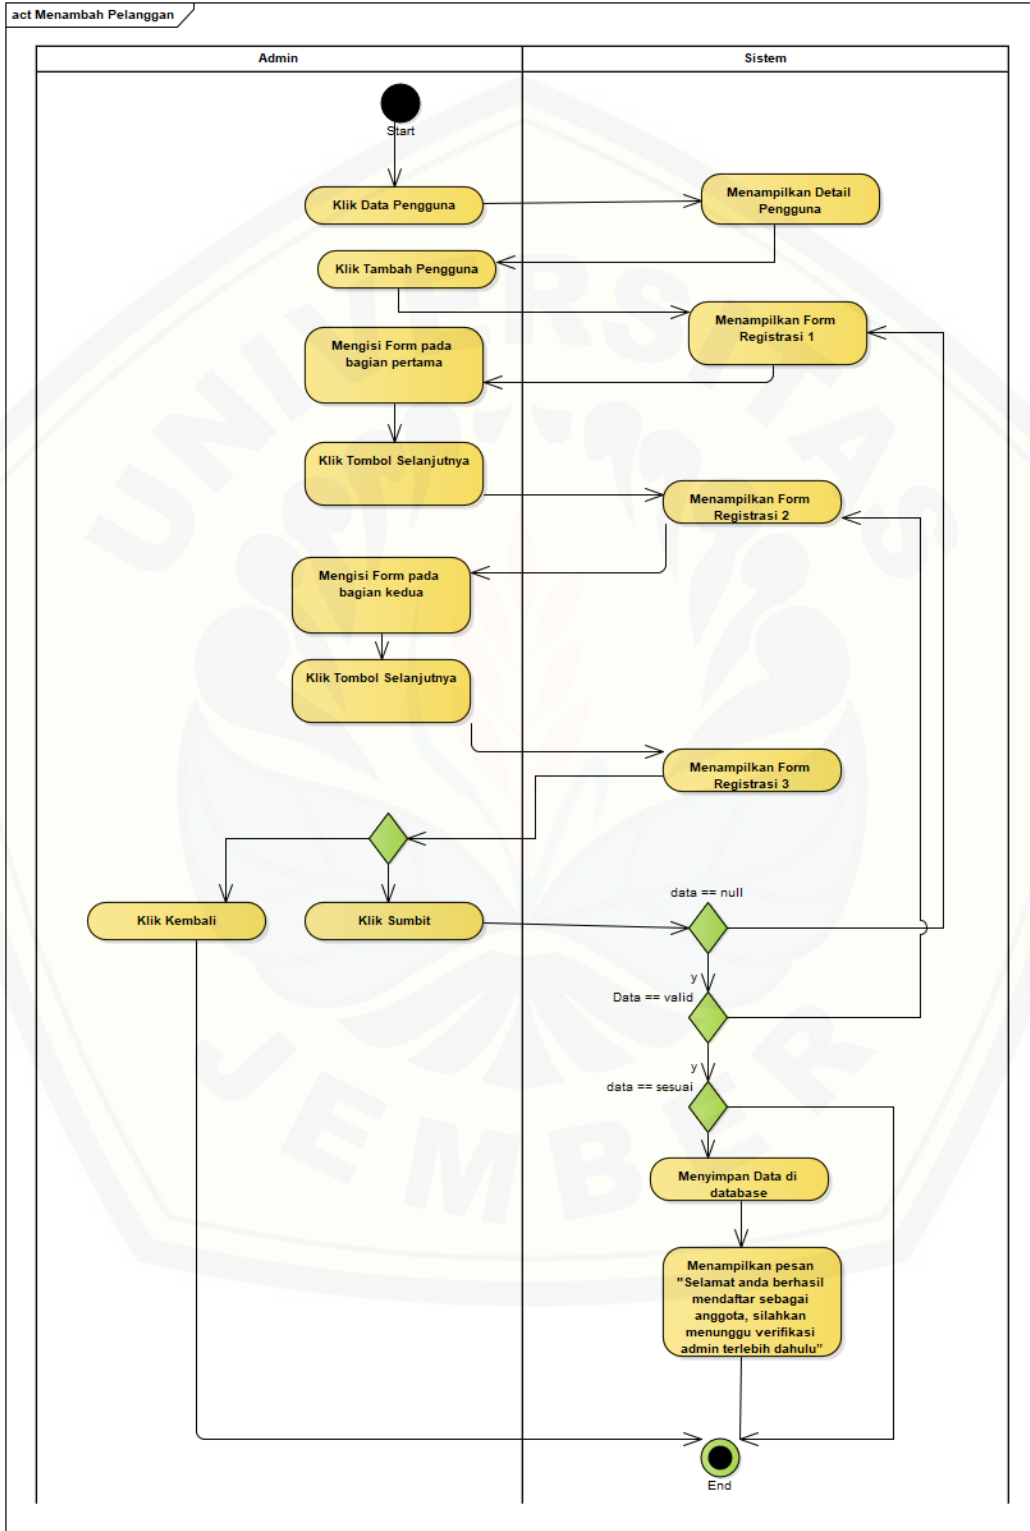 act Menambah Pelanggan
Admin
Sistem
Start
Klik Data Pengguna
Menampilkan Detail
Pengguna
Klik Tambah Pengguna
Menampilkan Form
Registrasi 1
Mengisi Form pada
bagian pertama
Klik Tombol Selanjutnya
Menampilkan Form
Registrasi 2
Mengisi Form pada
bagian kedua
Klik Tombol Selanjutnya
Menampilkan Form
Registrasi 3
Klik Kembali
Klik Sumbit
data == null
y
Data == valid
y
data == sesuai
Menyimpan Data di
database
Menampilkan pesan
"Selamat anda berhasil
mendaftar sebagai
anggota, silahkan
menunggu verifikasi
admin terlebih dahulu”
End
UNIVERSITAS
JEMBER